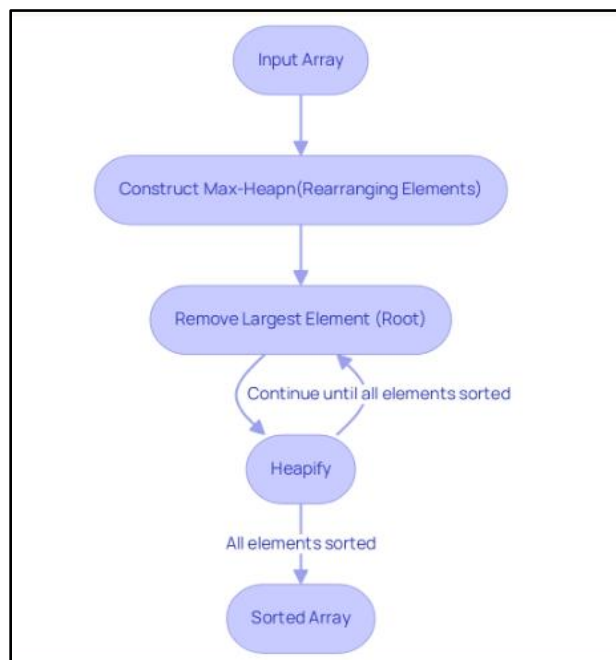 Input Array
Construct Max-Heapn(Rearranging Elements)
Remove Largest Element (Root)
Continue until all elements sorted
Heapify
All elements sorted
Sorted Array